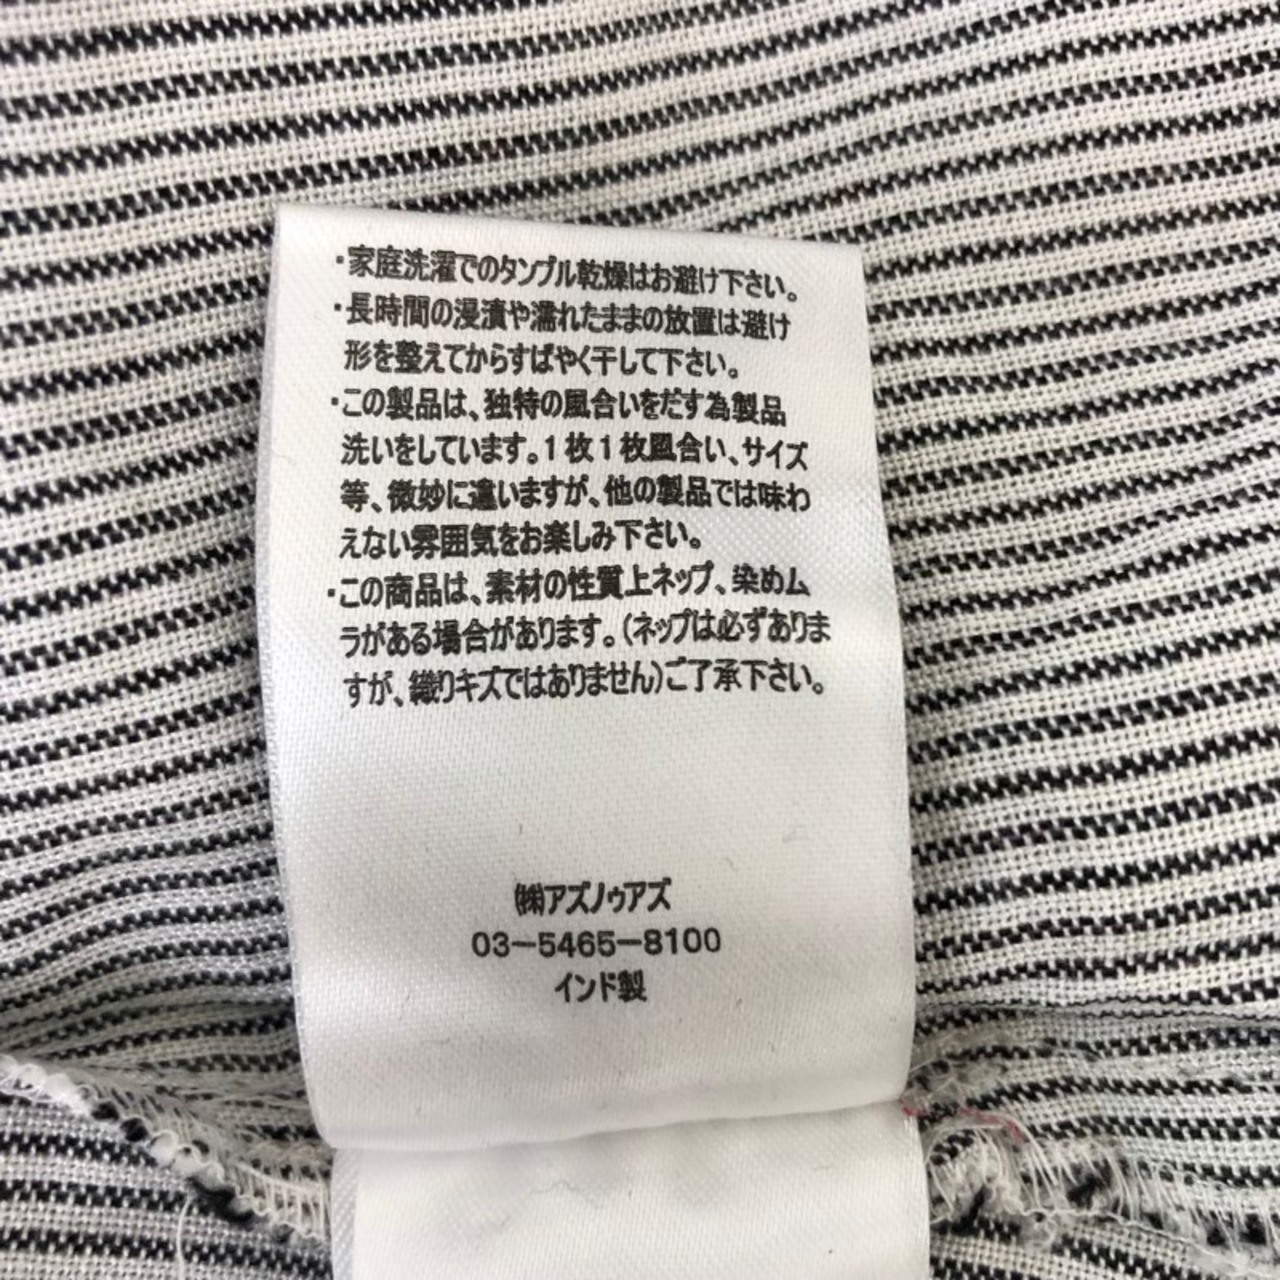 ・家庭洗濯でのタンブル乾燥はお避け下さい。
・長時間の浸漬や濡れたままの放置は避け
形を整えてからすばやく干して下さい。
・この製品は、独特の風合いをだす為製品
洗いをしています。1枚1枚風合い、サイズ
等、微妙に違いますが、他の製品では味わ
えない雰囲気をお楽しみ下さい。
・この商品は、素材の性質上ネップ、染めム
ラがある場合があります。(ネップは必ずありま
すが、織りキズではありません)ご了承下さい。
㈱アズノゥアズ
03-5465-8100
インド製